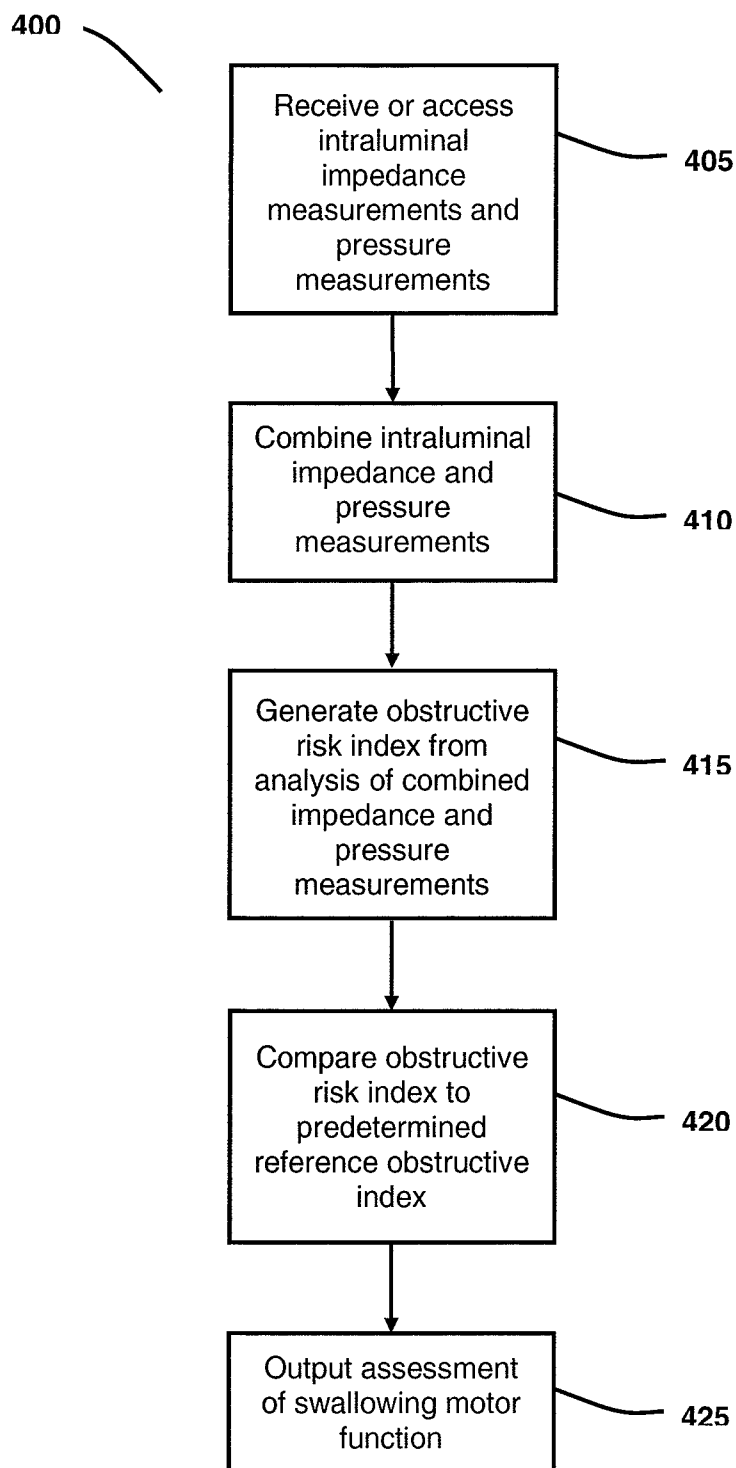 400
Receive or access
intraluminal
impedance
measurements and
pressure
measurements
405
Combine intraluminal
impedance and
pressure
measurements
410
Generate obstructive
risk index from
analysis of combined
impedance and
pressure
measurements
415
Compare obstructive
risk index to
predetermined
reference obstructive
index
420
Output assessment
of swallowing motor
function
425